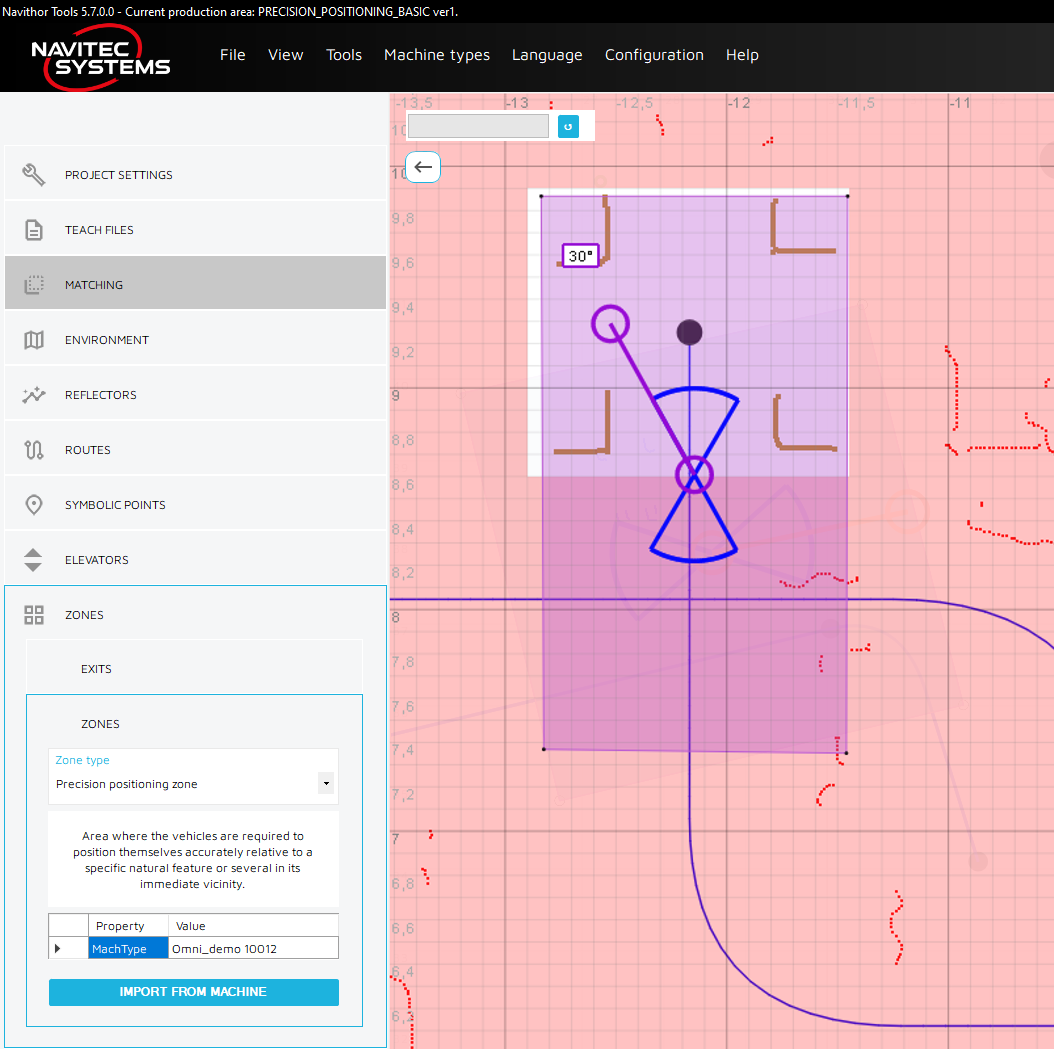 Navithor Tools 5.7.0.0 - Current production area: PRECISION_POSITIONING_BASIC ver1.
NAVITEC
SYSTEMS
File View Tools Machine types Language Configuration Help
-13,5 -13 -12,5 -12 -11,5 -11
PROJECT SETTINGS
TEACH FILES
MATCHING
ENVIRONMENT
REFLECTORS
ROUTES
SYMBOLIC POINTS
ELEVATORS
ZONES
EXITS
ZONES
Zone type
Precision positioning zone
Area where the vehicles are required to
position themselves accurately relative to a
specific natural feature or several in its
immediate vicinity.
Property Value
MachType Omni_demo 10012
IMPORT FROM MACHINE
10
9,8
30°
9,6
9,4
9,2
9
8,8
8,6
8,4
8,2
8
7,8
7,6
7,4
7,2
7
6,8
6,6
6,4